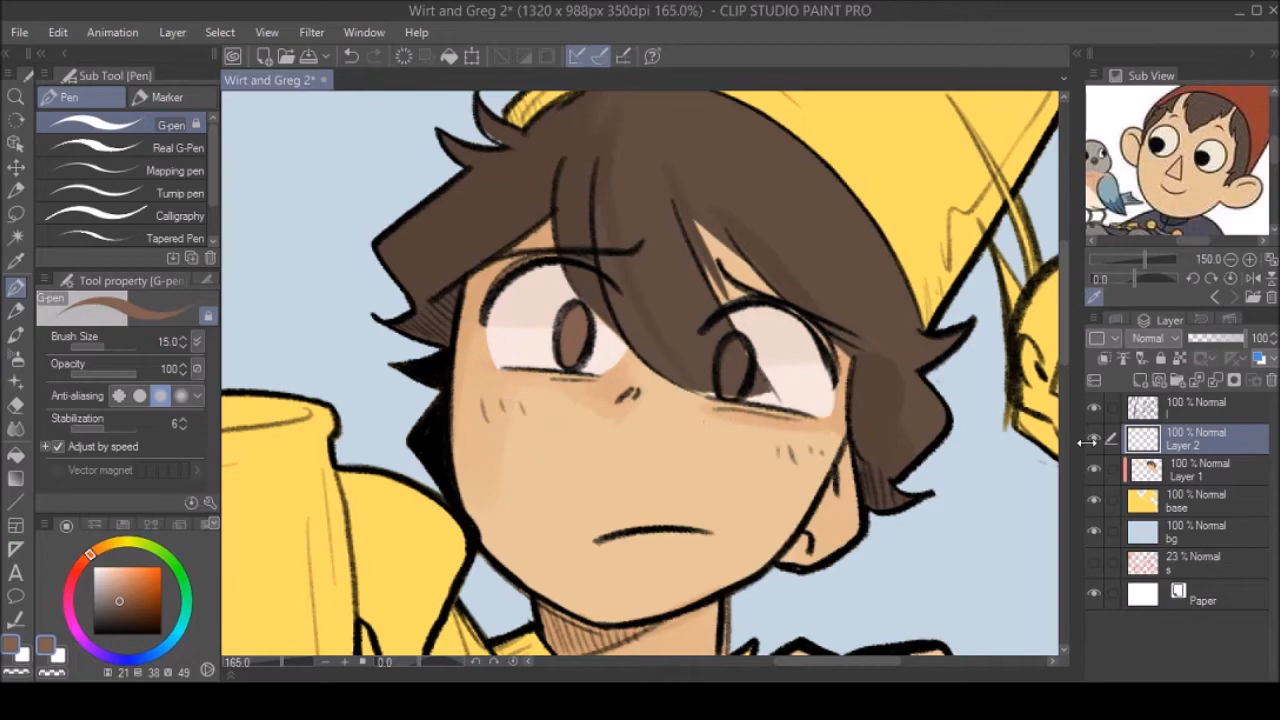 Wirt and Greg 2* (1320 x 988px 350dpi 165.0%) - CLIP STUDIO PAINT PRO
File Edit Animation Layer Select View Filter Window Help
Sub Tool [Pen]
Wirt and Greg 2*
Sub View
Pen Marker
G-pen
Real G-Pen
Mapping pen
Turnip pen
Calligraphy
Tapered Pen
Tool property [G-pen
G-pen
Brush Size 15.0
Opacity 100
Anti-aliasing
Stabilization 6
Adjust by speed
Vector magnet
21 38 49
165.0 0.0
150.0
0.0
Layer
Normal 100
100 % Normal
l
100 % Normal
Layer 2
100 % Normal
Layer 1
100 % Normal
base
100 % Normal
bg
23 % Normal
s
Paper